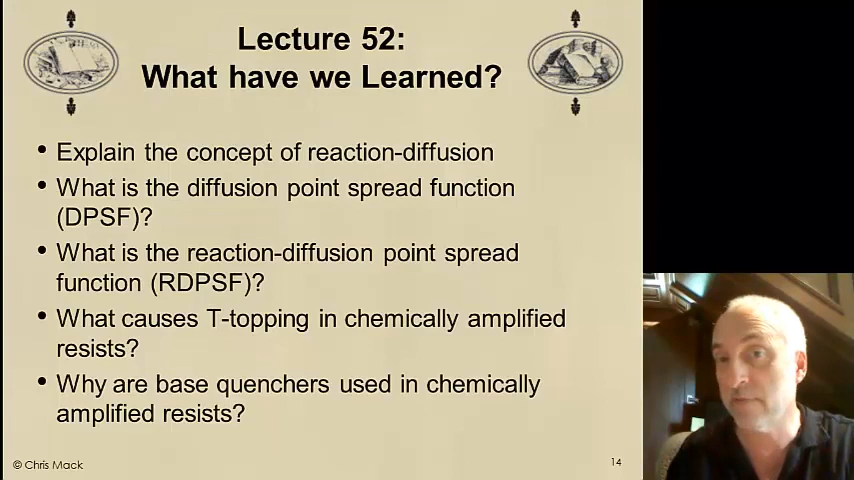 Lecture 52:
What have we Learned?
• Explain the concept of reaction-diffusion
• What is the diffusion point spread function
(DPSF)?
• What is the reaction-diffusion point spread
function (RDPSF)?
• What causes T-topping in chemically amplified
resists?
• Why are base quenchers used in chemically
amplified resists?
© Chris Mack
14